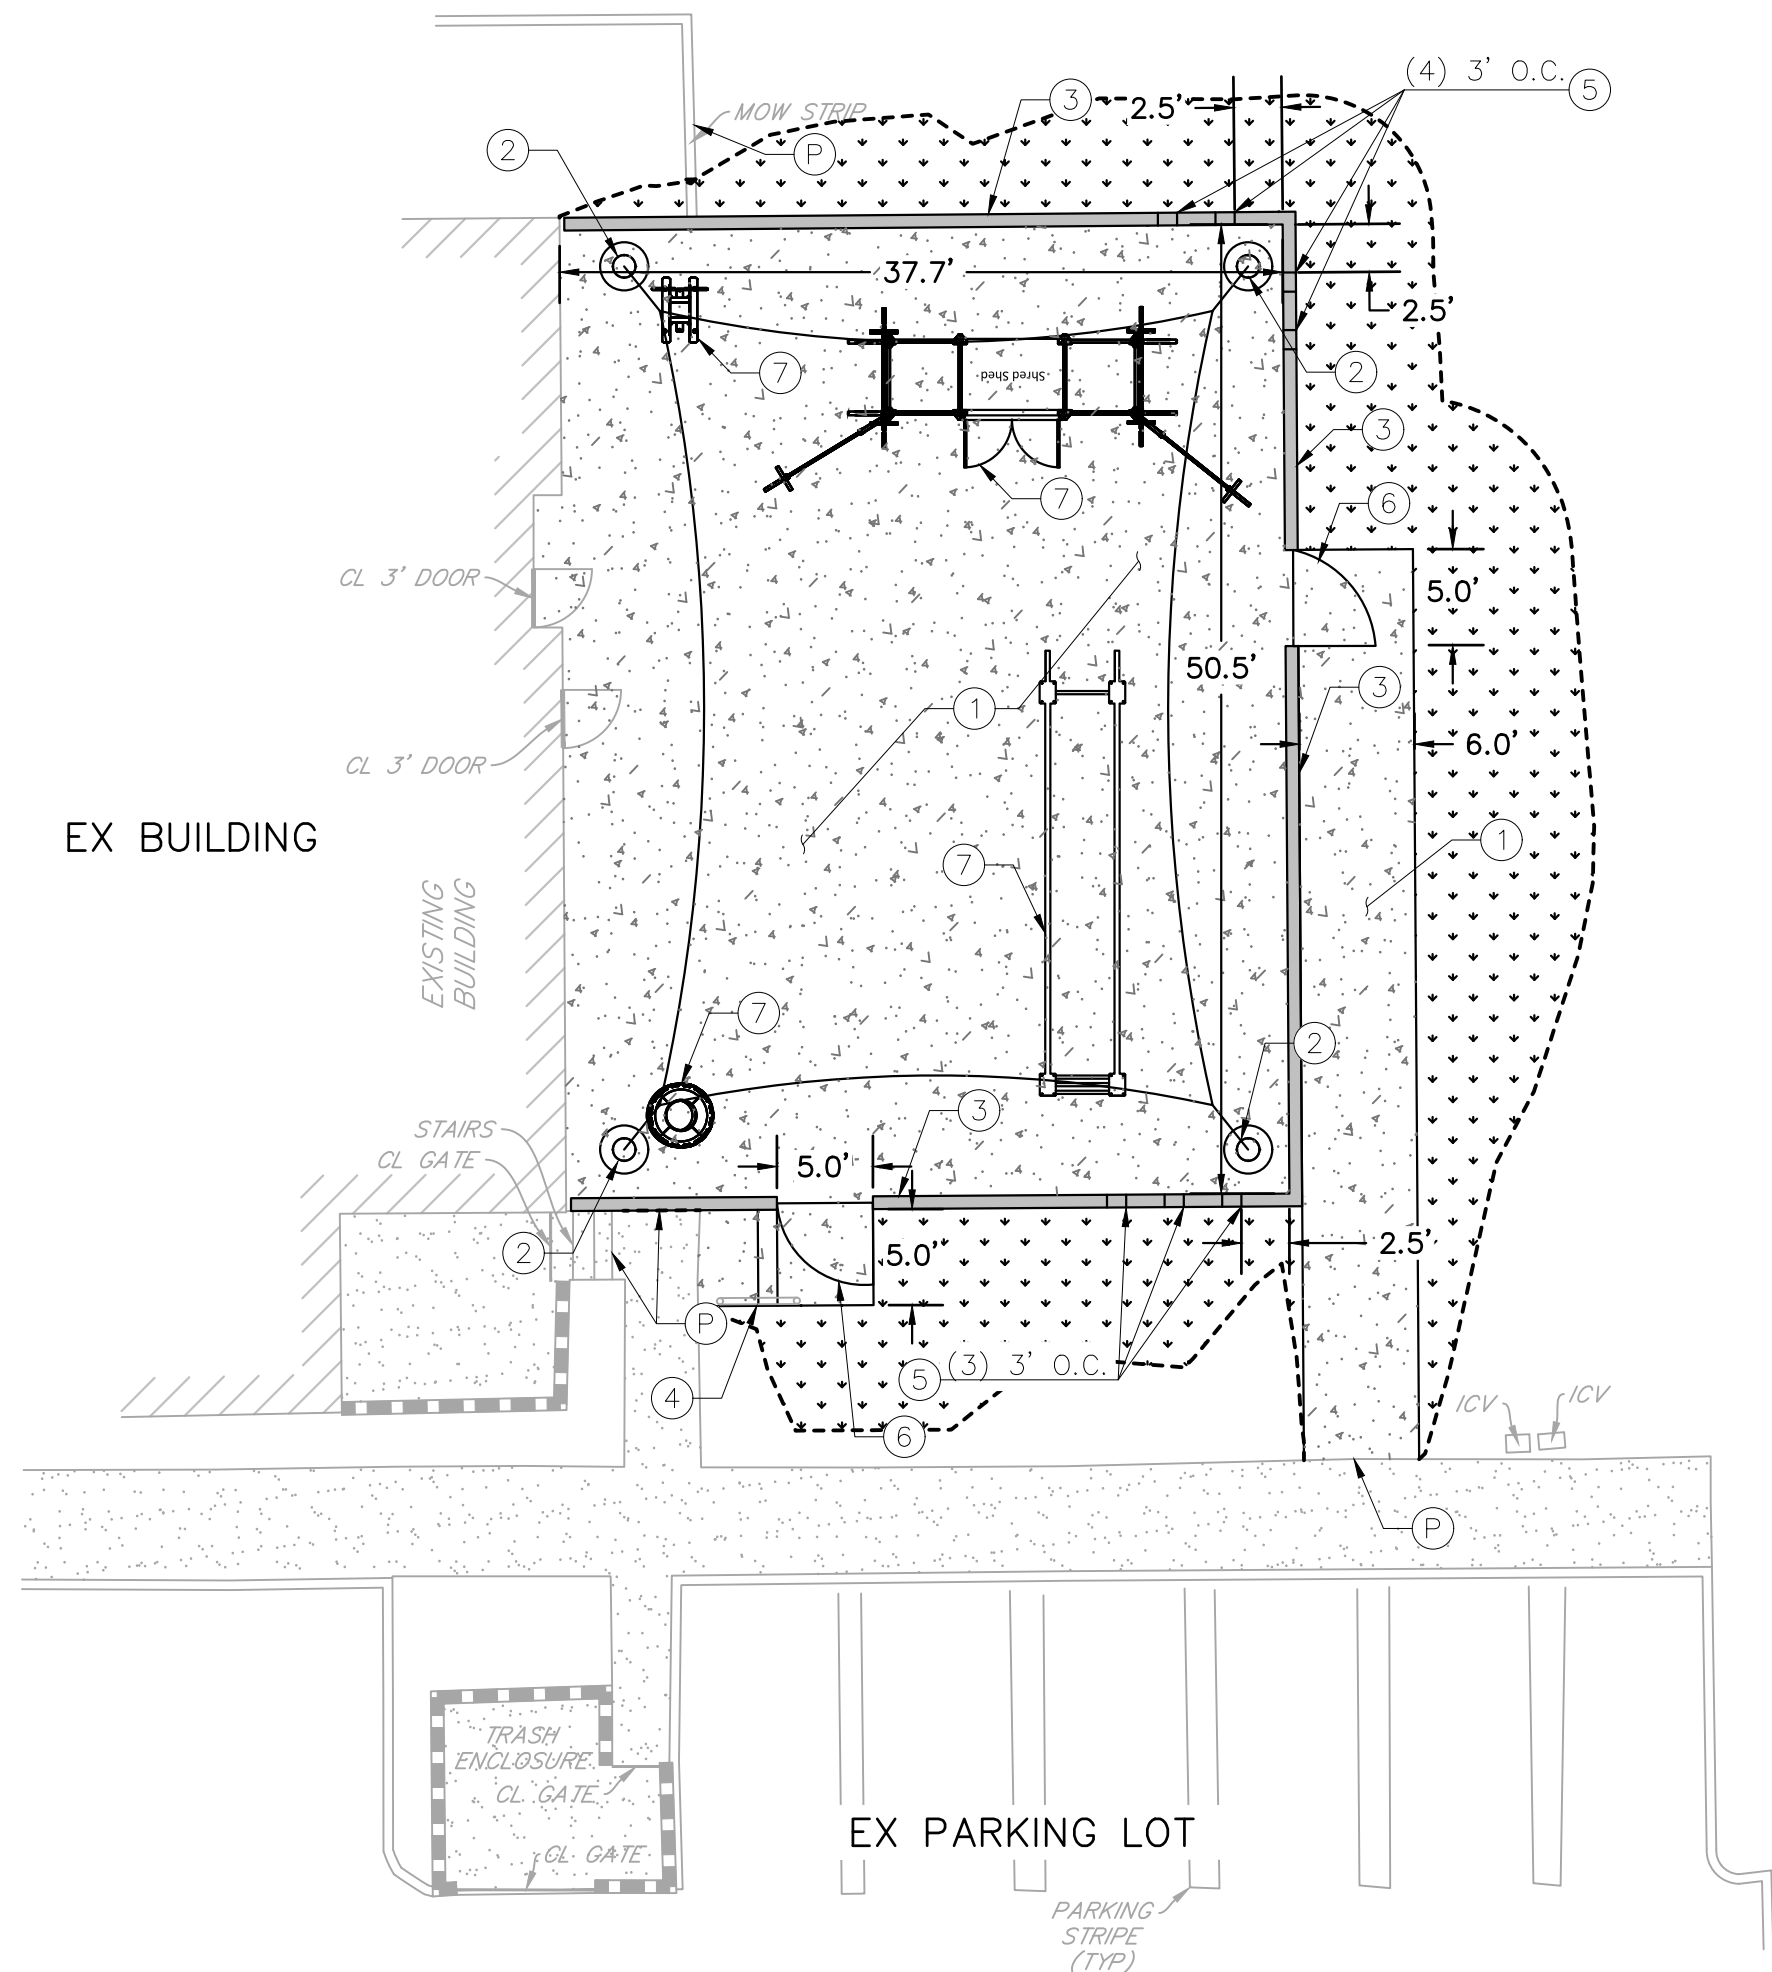 (4) 3' O.C.
5
3
2.5'
MOW STRIP
P
2
37.7'
2.5'
2
7
Shred Shed
3
7
6
CL 3' DOOR
5.0'
50.5'
3
1
6.0'
CL 3' DOOR
EX BUILDING
1
7
EXISTING
BUILDING
7
2
3
STAIRS
CL GATE
5.0'
2
5.0'
2.5'
P
(3) 3' O.C.
5
4
6
ICV
ICV
P
TRASH
ENCLOSURE
CL GATE
EX PARKING LOT
CL GATE
PARKING
STRIPE
(TYP)